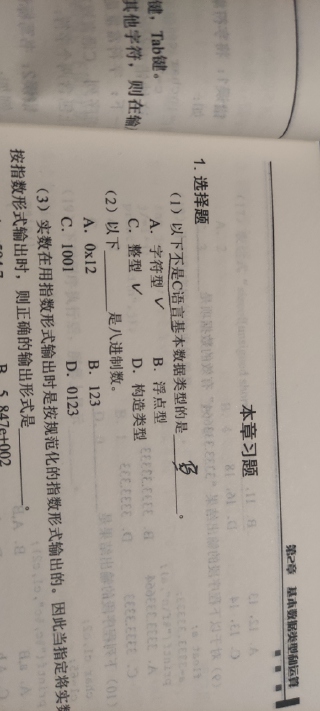 键，Tab键。
其他字符，则在输
第2章 基本数据类型和运算
本章习题
1. 选择题
（1）以下不是C语言基本数据类型的是______。
A. 字符型 ✓ B. 浮点型
C. 整型 ✓ D. 构造类型
（2）以下______是八进制数。
A. 0x12 B. 123
C. 1001 D. 0123
（3）实数在用指数形式输出时是按规范化的指数形式输出的。因此当指定将实数
按指数形式输出时，则正确的输出形式是______。
B. 5.847e+002